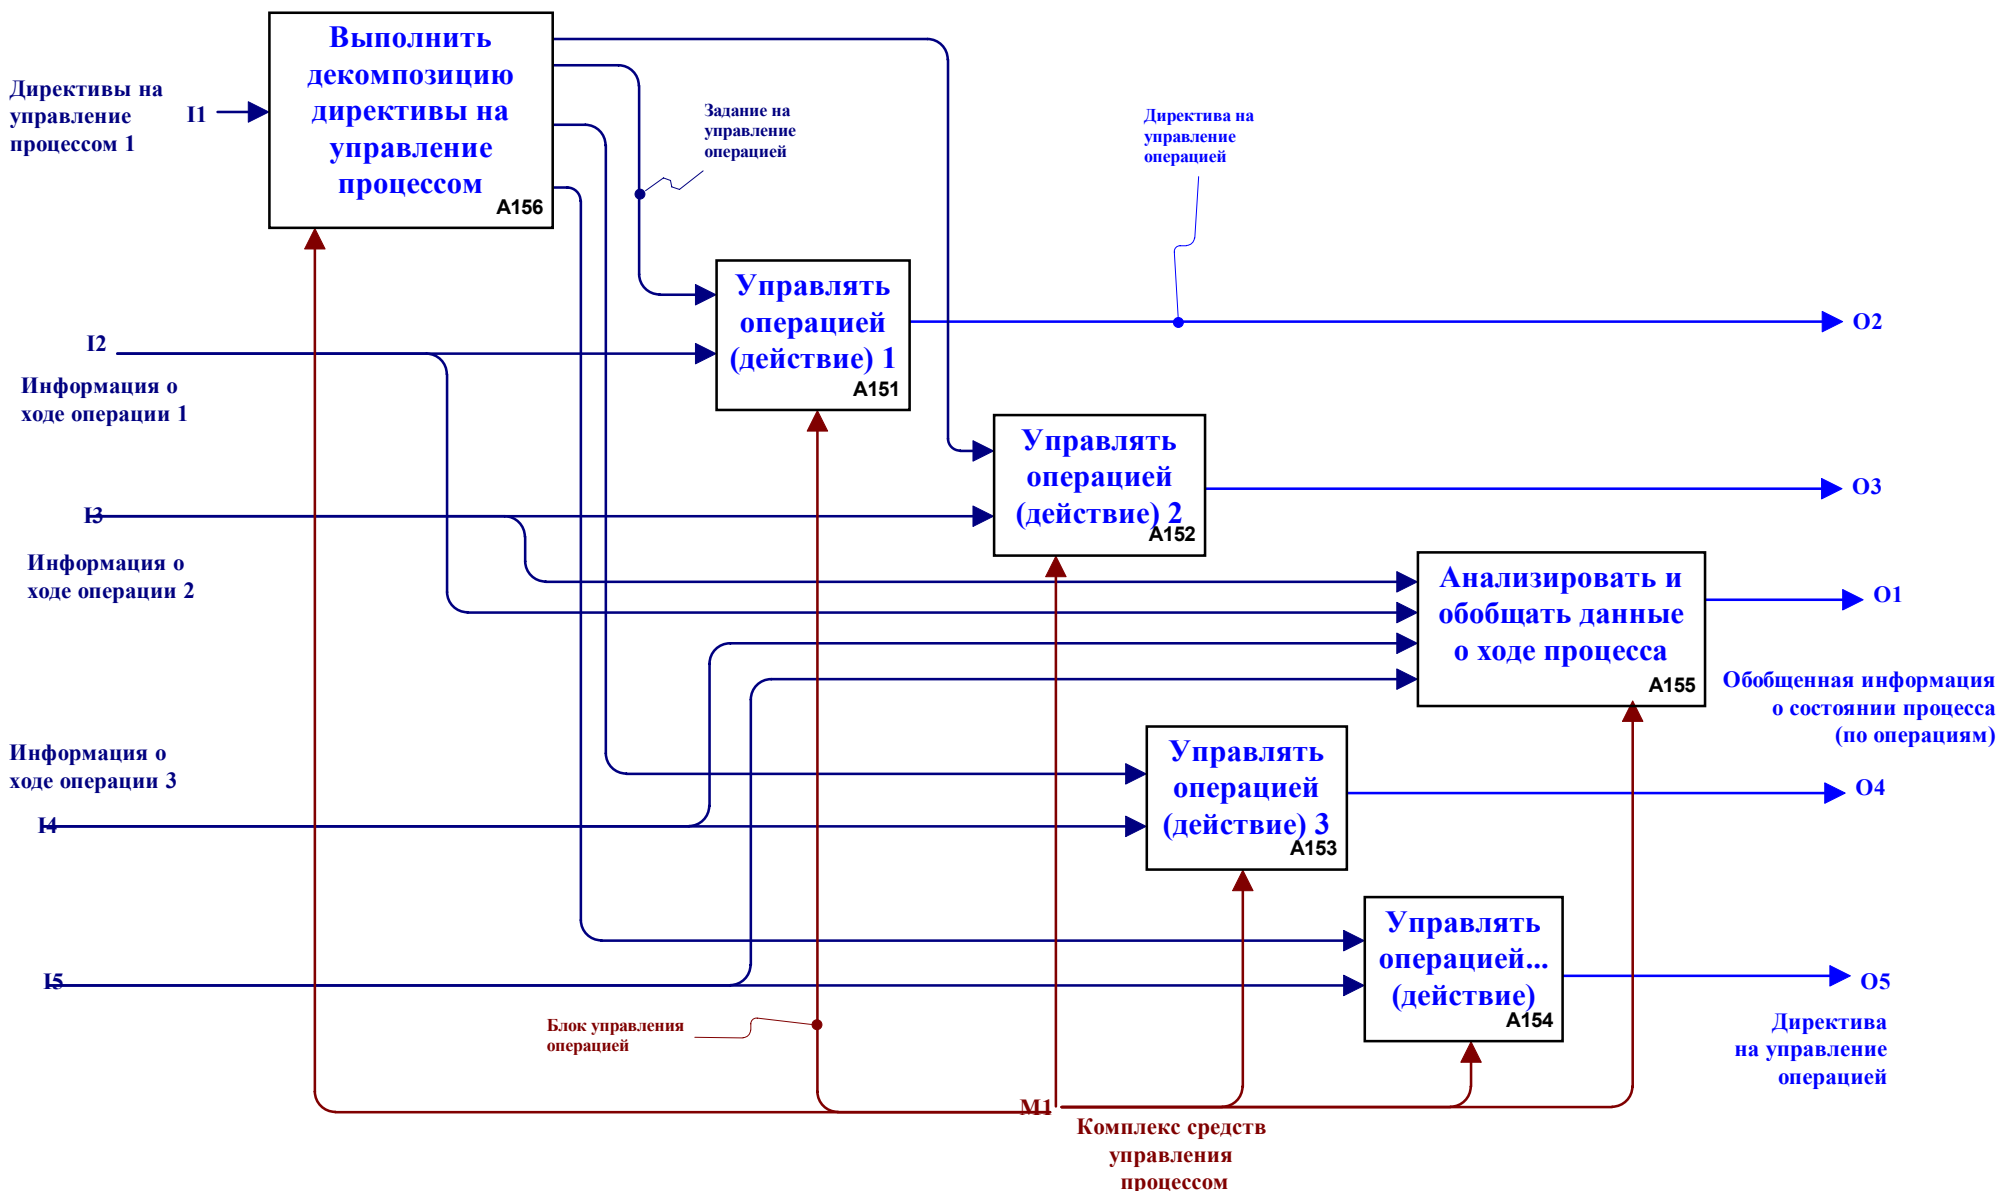 Выполнить
декомпозицию
директивы на
управление
процессом
A156
Директивы на
управление
процессом 1
I1
Задание на
управление
операцией
Директива на
управление
операцией
Управлять
операцией
(действие) 1
A151
O2
I2
Информация о
ходе операции 1
Управлять
операцией
(действие) 2
A152
O3
I3
Информация о
ходе операции 2
Анализировать и
обобщать данные
о ходе процесса
A155
O1
Обобщенная информация
о состоянии процесса
(по операциям)
Информация о
ходе операции 3
I4
Управлять
операцией
(действие) 3
A153
O4
Управлять
операцией...
(действие)
A154
I5
O5
Директива
на управление
операцией
Блок управления
операцией
M1
Комплекс средств
управления
процессом